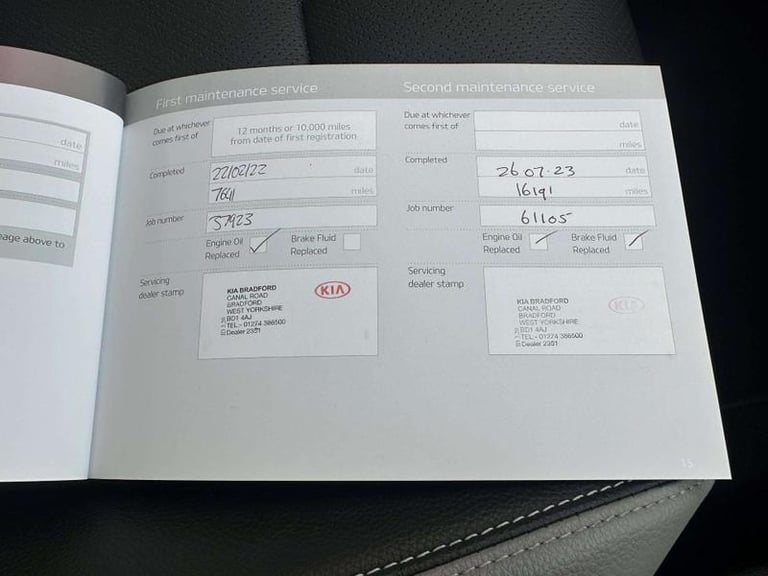 date
miles
eage above to
First maintenance service
Due at whichever
comes first of
12 months or 10,000 miles
from date of first registration
Completed
22/02/22
date
7641
miles
Job number
57923
Engine Oil
Replaced
Brake Fluid
Replaced
Servicing
dealer stamp
KIA BRADFORD
CANAL ROAD
BRADFORD
WEST YORKSHIRE
BD1 4AJ
TEL:- 01274 386500
Dealer 2351
KIA
Second maintenance service
Due at whichever
comes first of
date
miles
Completed
26 07.23
date
16191
miles
Job number
61105
Engine Oil
Replaced
Brake Fluid
Replaced
Servicing
dealer stamp
KIA BRADFORD
CANAL ROAD
BRADFORD
WEST YORKSHIRE
BD1 4AJ
TEL:- 01274 386500
Dealer 2351
KIA
15